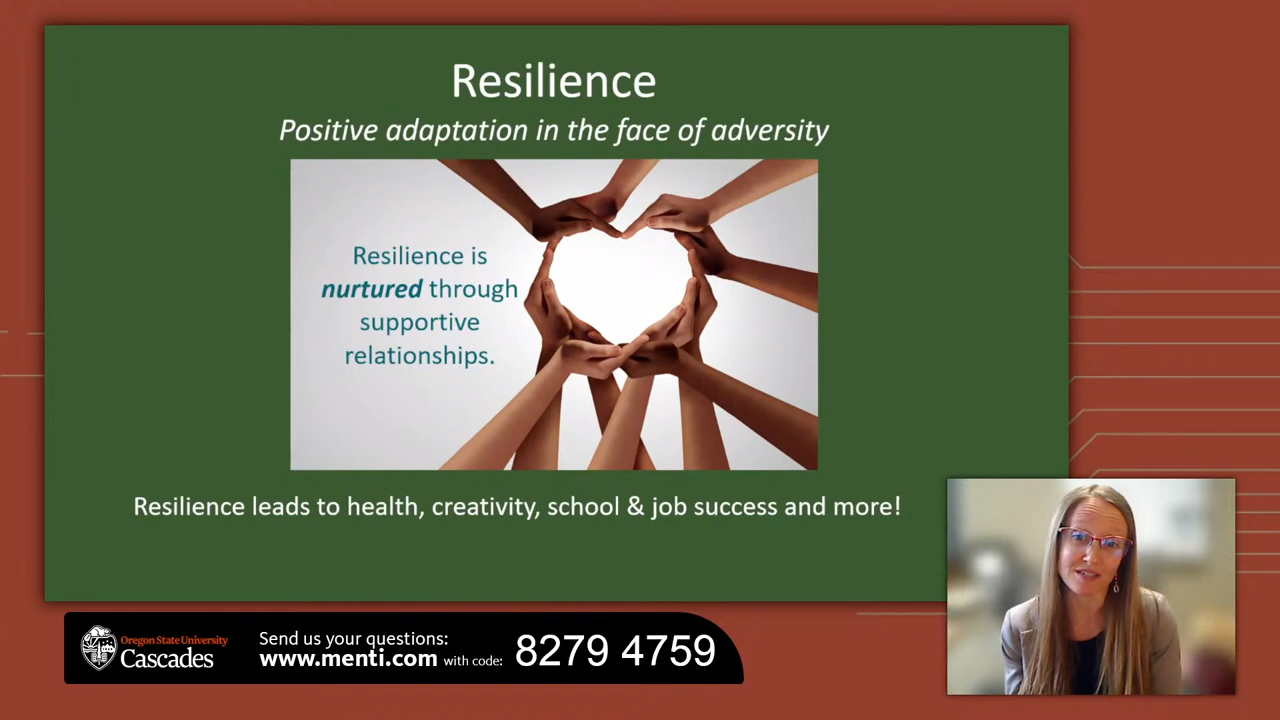 Resilience
Positive adaptation in the face of adversity
Resilience is
nurtured through
supportive
relationships.
Resilience leads to health, creativity, school & job success and more!
Oregon State University
Cascades
Send us your questions:
www.menti.com with code:
8279 4759